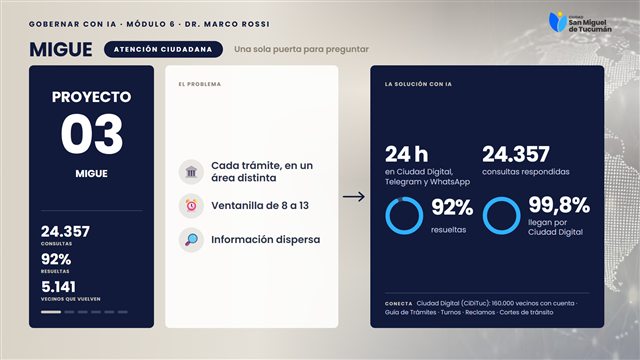 GOBERNAR CON IA · MÓDULO 6 · DR. MARCO ROSSI
CIUDAD
San Miguel
de Tucumán
MIGUE
ATENCIÓN CIUDADANA
Una sola puerta para preguntar
PROYECTO
03
MIGUE
24.357
CONSULTAS
92%
RESUELTAS
5.141
VECINOS QUE VUELVEN
EL PROBLEMA
Cada trámite, en un
área distinta
Ventanilla de 8 a 13
Información dispersa
LA SOLUCIÓN CON IA
24 h
en Ciudad Digital,
Telegram y WhatsApp
24.357
consultas respondidas
92%
resueltas
99,8%
llegan por
Ciudad Digital
CONECTA Ciudad Digital (CiDiTuc): 160.000 vecinos con cuenta ·
Guía de Trámites · Turnos · Reclamos · Cortes de tránsito